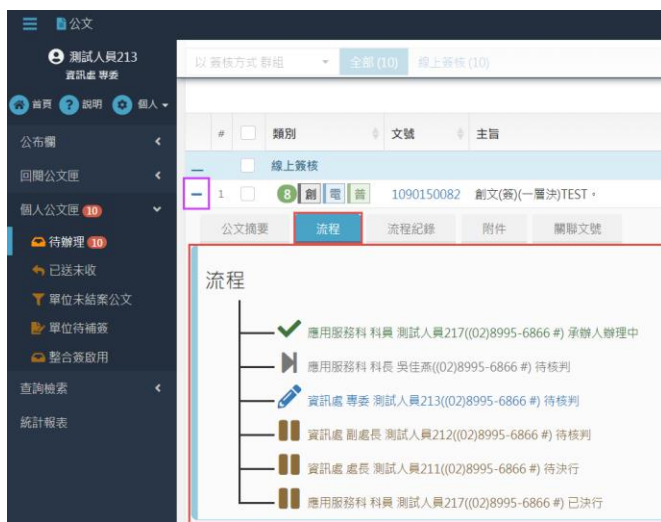 公文
測試人員213
資訊處 專委
首頁 說明 個人
公布欄
回閱公文匣
個人公文匣 10
待辦理 10
已送未收
單位未結案公文
單位待補簽
整合簽啟用
查詢檢索
統計報表
以 簽核方式 群組 全部 (10) 線上簽核 (10)
# 類別 文號 主旨
線上簽核
1 8 創 電 普 1090150082 創文(簽)(一層決)TEST。
公文摘要 流程 流程紀錄 附件 關聯文號
流程
應用服務科 科員 測試人員217((02)8995-6866 #) 承辦人辦理中
應用服務科 科長 吳佳燕((02)8995-6866 #) 待核判
資訊處 專委 測試人員213((02)8995-6866 #) 待核判
資訊處 副處長 測試人員212((02)8995-6866 #) 待核判
資訊處 處長 測試人員211((02)8995-6866 #) 待決行
應用服務科 科員 測試人員217((02)8995-6866 #) 已決行